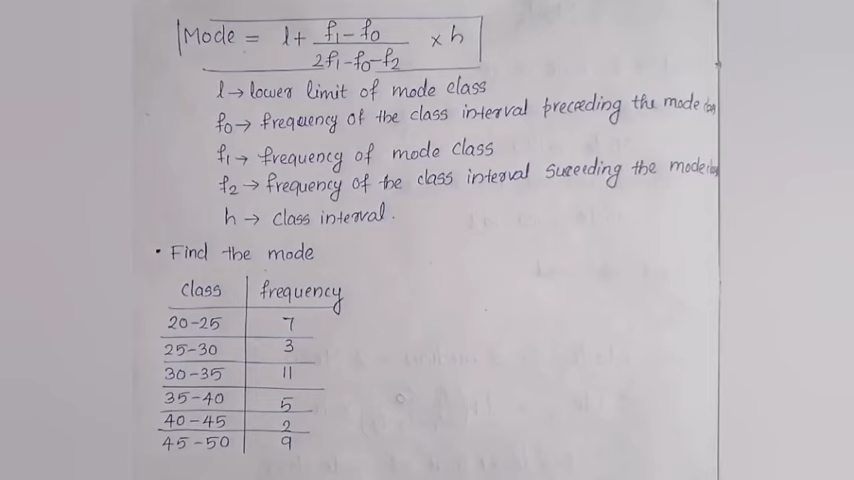 Mode = l + f₁ - f₀ / 2f₁ - f₀ - f₂ × h
l → lower limit of mode class
f₀ → frequency of the class interval preceding the mode
f₁ → frequency of mode class
f₂ → frequency of the class interval suceeding the mode
h → class interval.
• Find the mode
class frequency
20-25 7
25-30 3
30-35 11
35-40 5
40-45 2
45-50 9